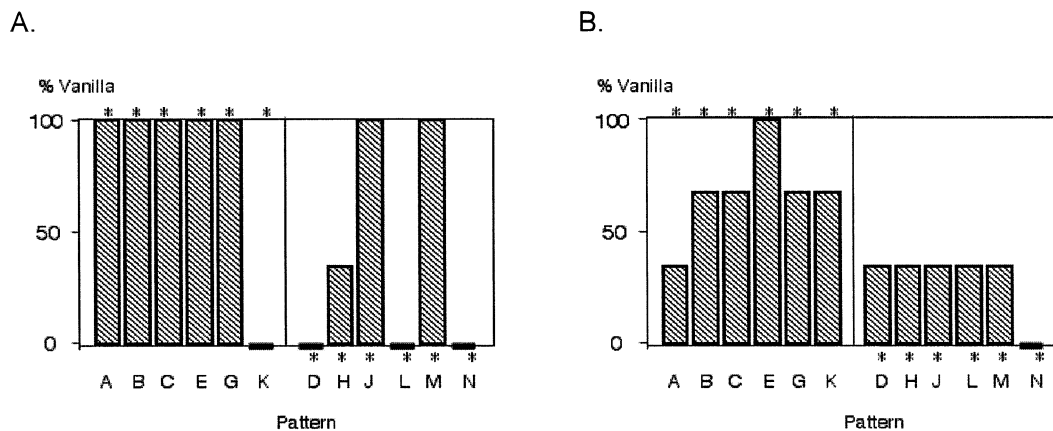 A.
% Vanilla
* * * * * *
100
50
0
* * * * * *
A B C E G K D H J L M N
Pattern
B.
% Vanilla
* * * * * *
100
50
0
* * * * * *
A B C E G K D H J L M N
Pattern